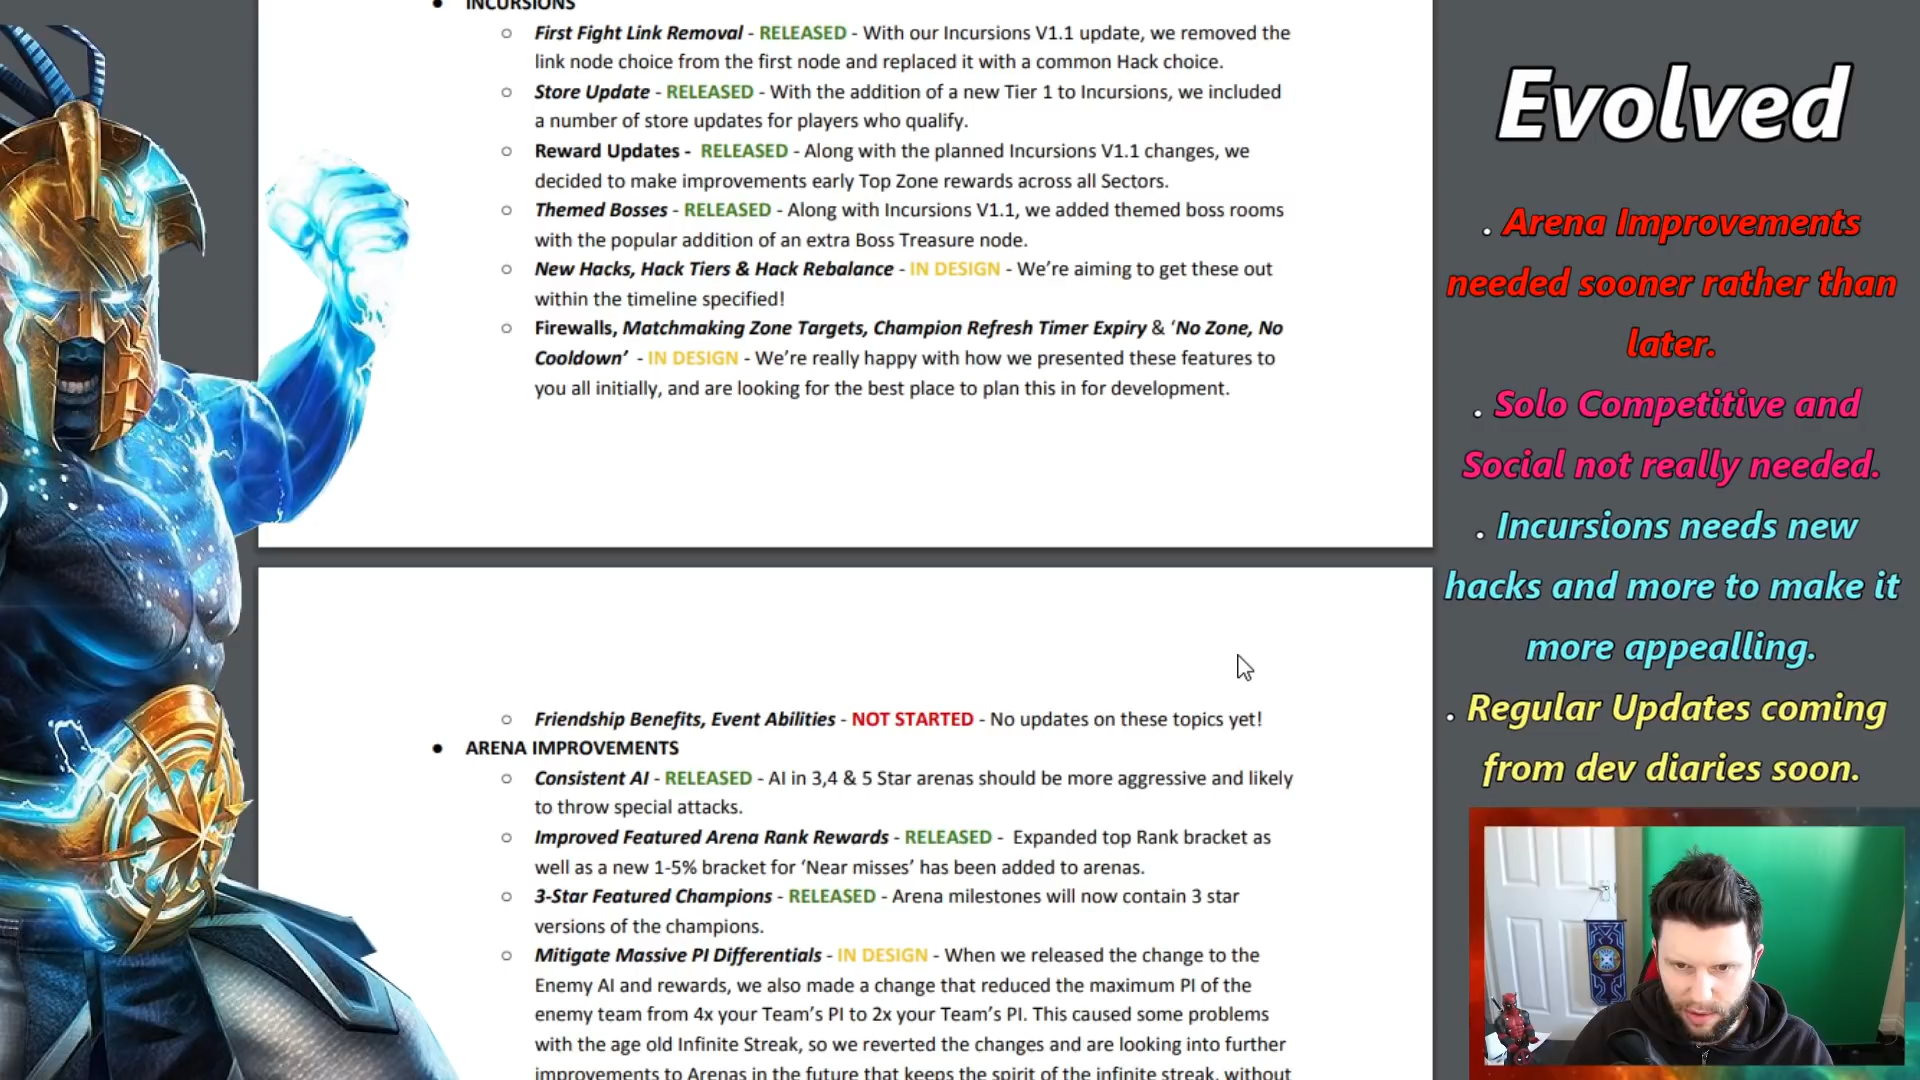 INCURSIONS
First Fight Link Removal - RELEASED - With our Incursions V1.1 update, we removed the
link node choice from the first node and replaced it with a common Hack choice.
Store Update - RELEASED - With the addition of a new Tier 1 to Incursions, we included
a number of store updates for players who qualify.
Reward Updates - RELEASED - Along with the planned Incursions V1.1 changes, we
decided to make improvements early Top Zone rewards across all Sectors.
Themed Bosses - RELEASED - Along with Incursions V1.1, we added themed boss rooms
with the popular addition of an extra Boss Treasure node.
New Hacks, Hack Tiers & Hack Rebalance - IN DESIGN - We're aiming to get these out
within the timeline specified!
Firewalls, Matchmaking Zone Targets, Champion Refresh Timer Expiry & 'No Zone, No
Cooldown' - IN DESIGN - We're really happy with how we presented these features to
you all initially, and are looking for the best place to plan this in for development.
Friendship Benefits, Event Abilities - NOT STARTED - No updates on these topics yet!
ARENA IMPROVEMENTS
Consistent AI - RELEASED - AI in 3,4 & 5 Star arenas should be more aggressive and likely
to throw special attacks.
Improved Featured Arena Rank Rewards - RELEASED - Expanded top Rank bracket as
well as a new 1-5% bracket for 'Near misses' has been added to arenas.
3-Star Featured Champions - RELEASED - Arena milestones will now contain 3 star
versions of the champions.
Mitigate Massive PI Differentials - IN DESIGN - When we released the change to the
Enemy AI and rewards, we also made a change that reduced the maximum PI of the
enemy team from 4x your Team's PI to 2x your Team's PI. This caused some problems
with the age old Infinite Streak, so we reverted the changes and are looking into further
improvements to Arenas in the future that keeps the spirit of the infinite streak, without
Evolved
. Arena Improvements
needed sooner rather than
later.
. Solo Competitive and
Social not really needed.
. Incursions needs new
hacks and more to make it
more appealling.
. Regular Updates coming
from dev diaries soon.